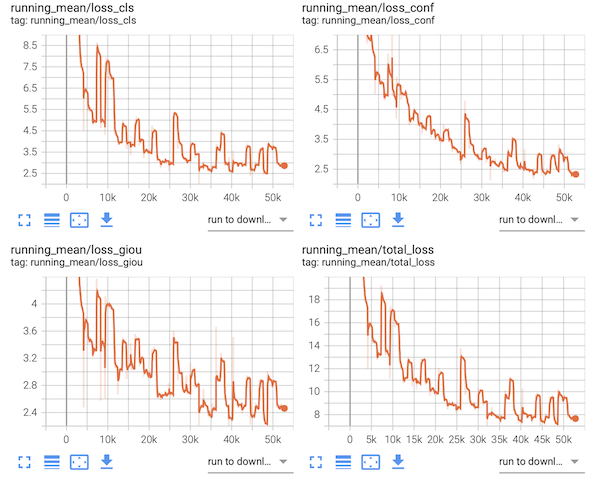 running_mean/loss_cls
tag: running_mean/loss_cls
8.5
7.5
6.5
5.5
4.5
3.5
2.5
0 10k 20k 30k 40k 50k
run to downl...
running_mean/loss_conf
tag: running_mean/loss_conf
6.5
5.5
4.5
3.5
2.5
0 10k 20k 30k 40k 50k
run to downl...
running_mean/loss_giou
tag: running_mean/loss_giou
4
3.6
3.2
2.8
2.4
0 10k 20k 30k 40k 50k
run to downl...
running_mean/total_loss
tag: running_mean/total_loss
18
16
14
12
10
8
0 5k 10k 15k 20k 25k 30k 35k 40k 45k 50k
run to downl...